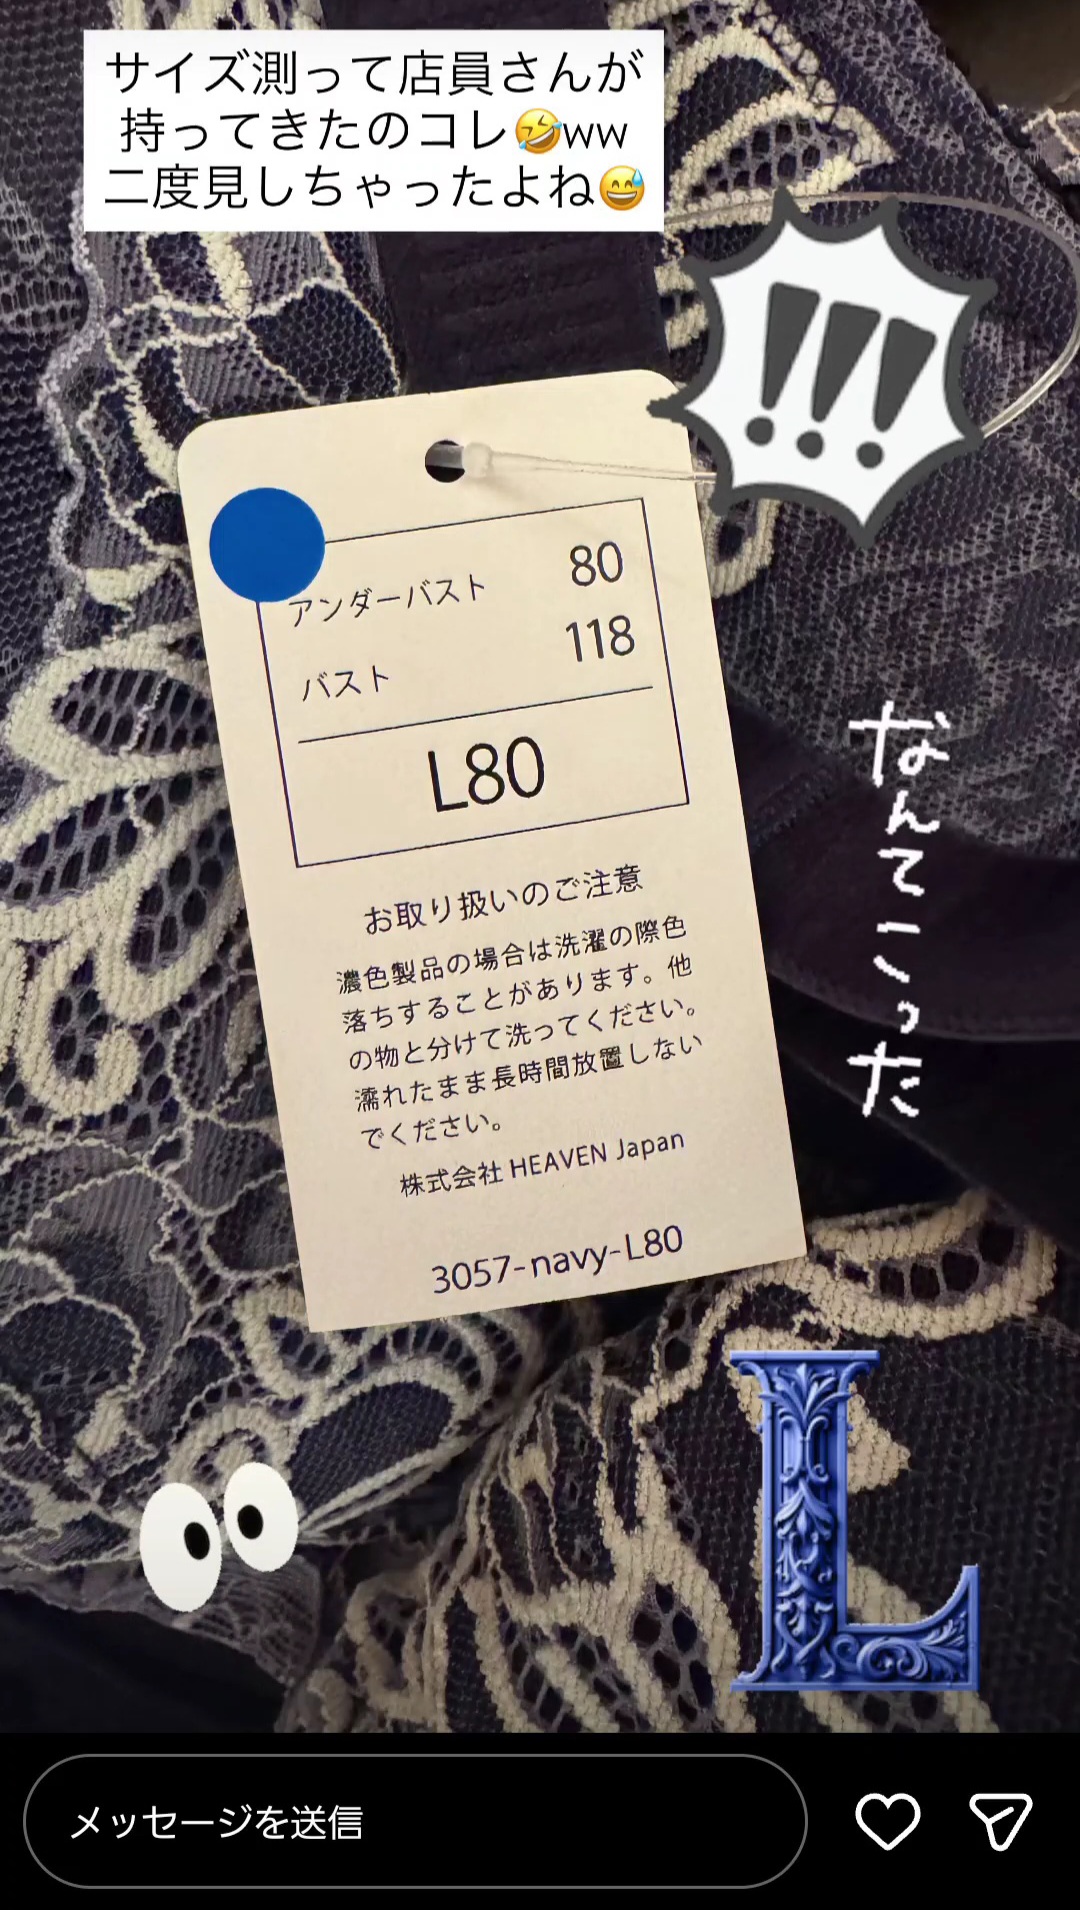 サイズ測って店員さんが
持ってきたのコレ🤣ww
二度見しちゃったよね😅
!!!
アンダーバスト 80
バスト 118
L80
なんてこった
お取り扱いのご注意
濃色製品の場合は洗濯の際色
落ちすることがあります。他
の物と分けて洗ってください。
濡れたまま長時間放置しない
でください。
株式会社 HEAVEN Japan
3057-navy-L80
L
メッセージを送信